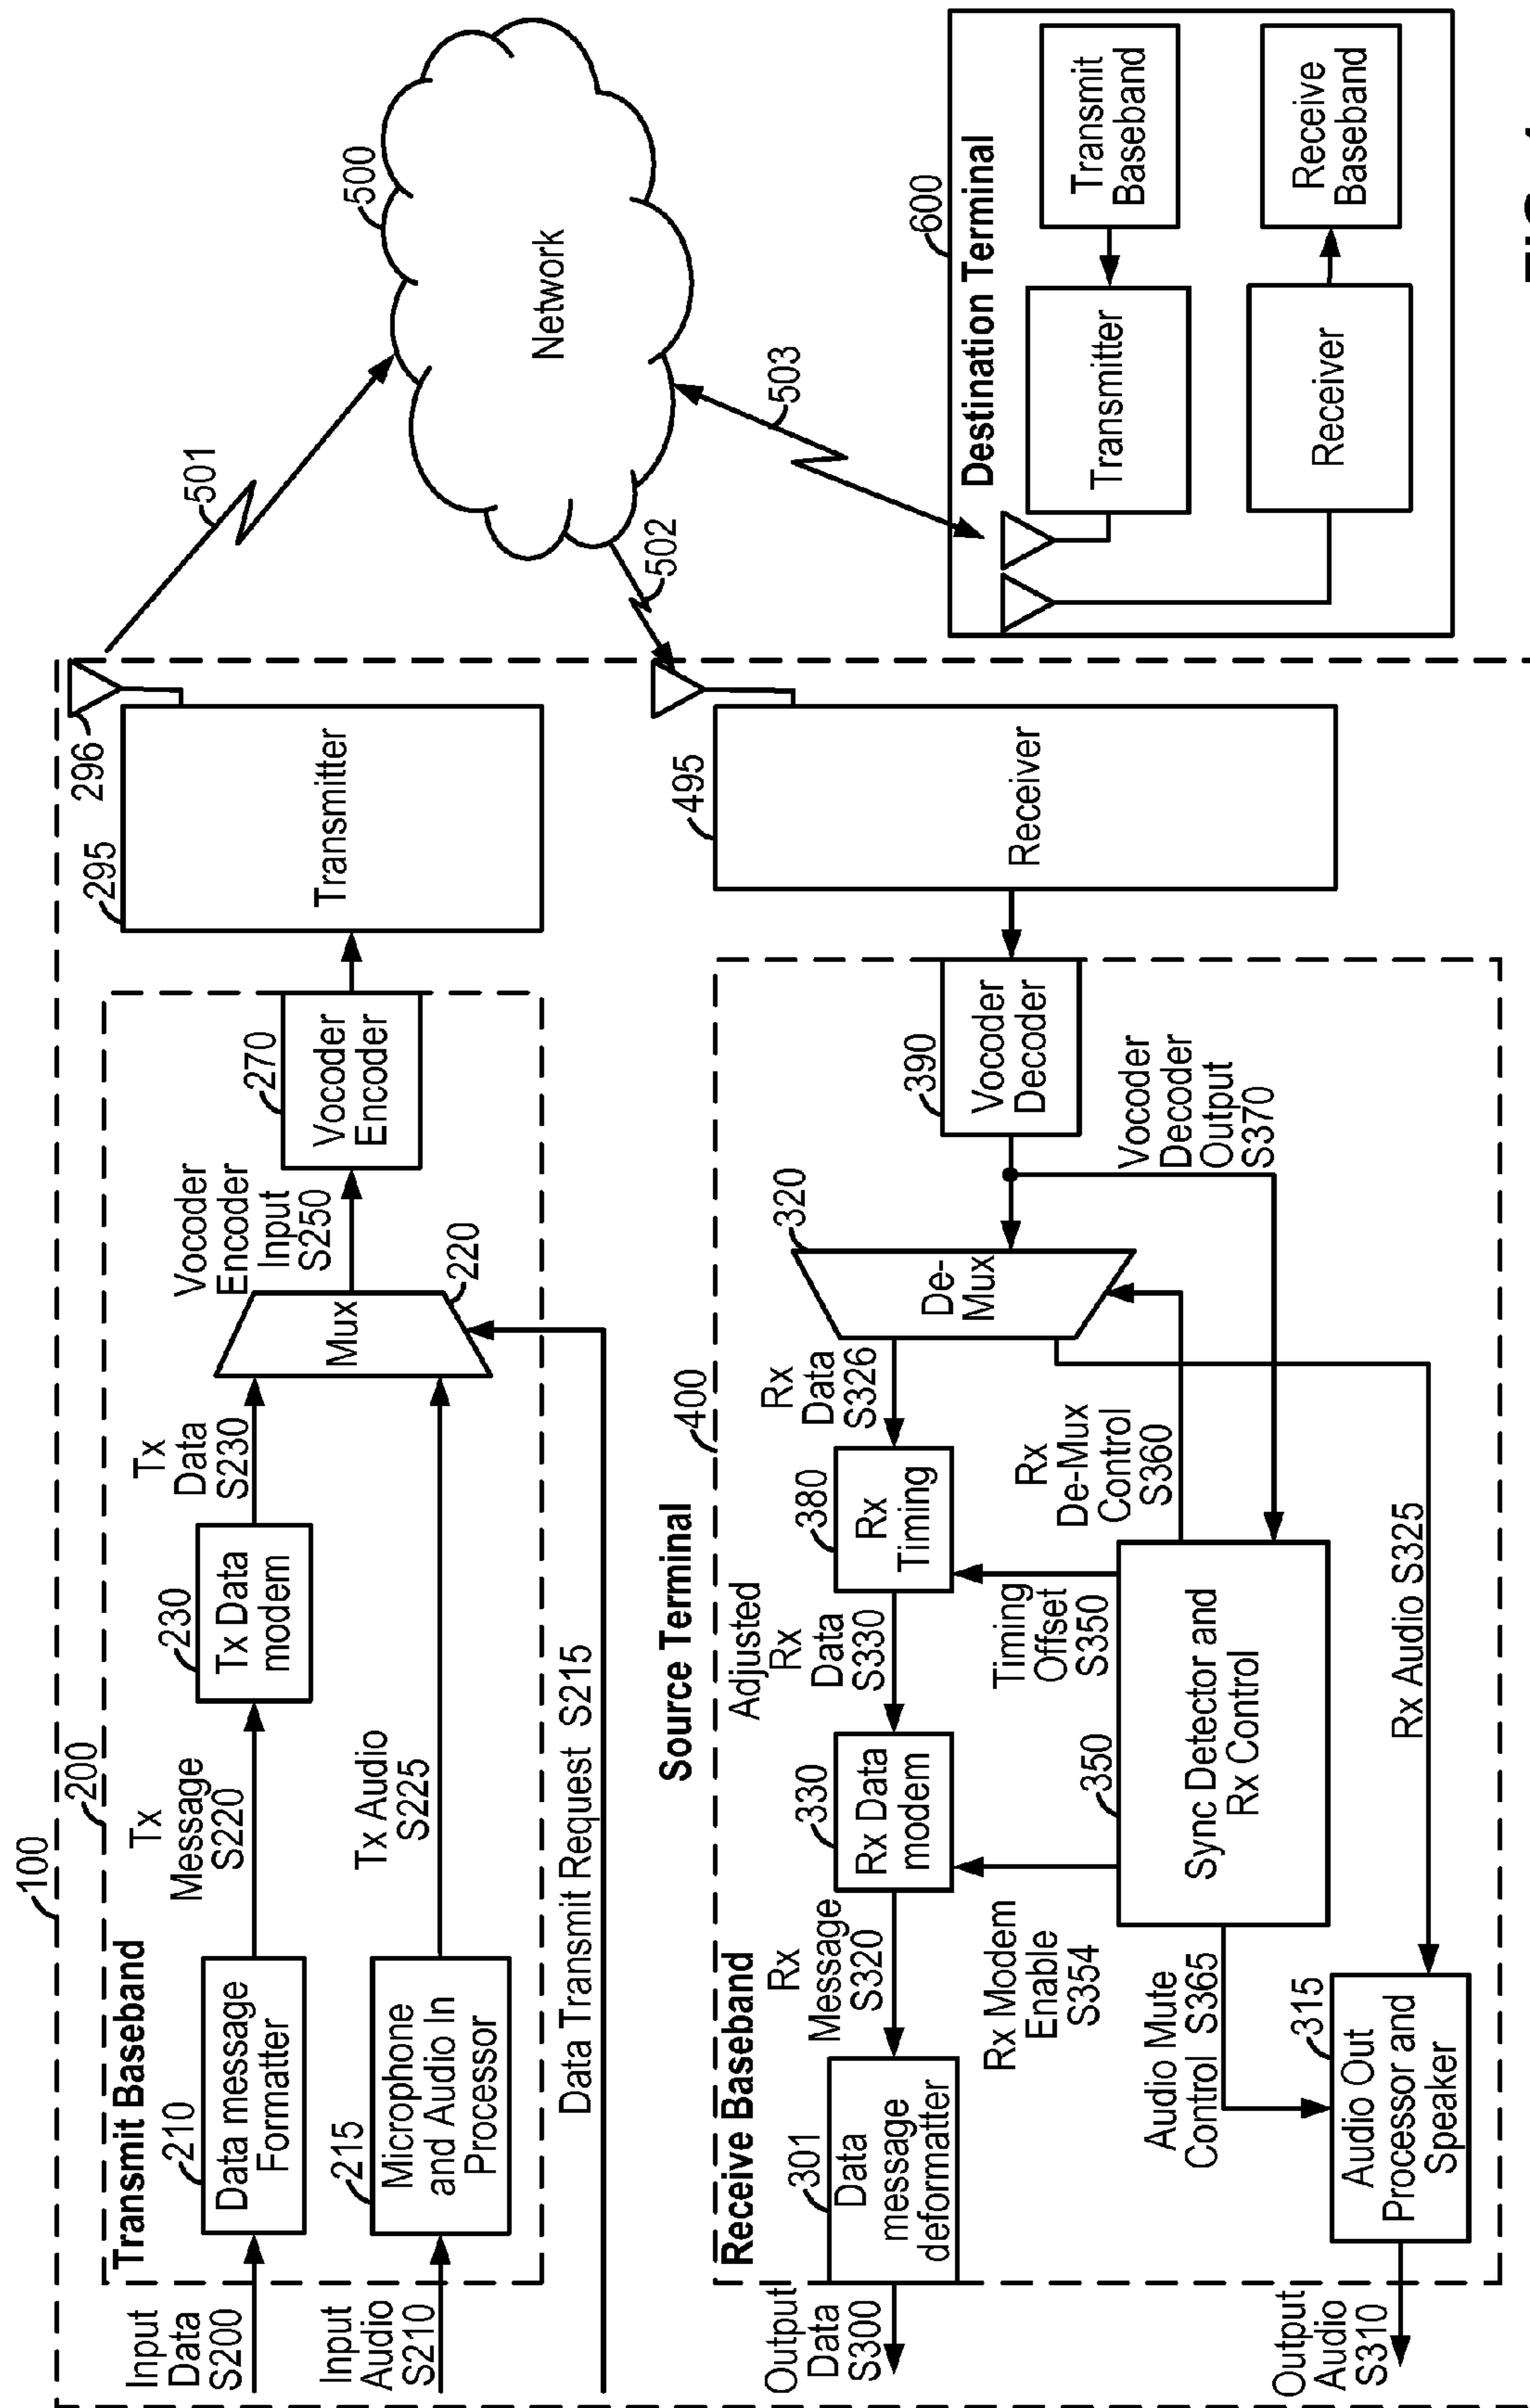 100
200
Transmit Baseband
Input
Data
S200
210
Data message
Formatter
Tx
Message
S220
230
Tx Data
modem
Tx
Data
S230
Input
Audio
S210
215
Microphone
and Audio In
Processor
Tx Audio
S225
Mux
220
Vocoder
Encoder
Input
S250
270
Vocoder
Encoder
295
Transmitter
296
Data Transmit Request S215
501
500
Network
502
503
Source Terminal
400
Receive Baseband
Output
Data
S300
301
Data
message
deformatter
Rx
Message
S320
330
Rx Data
modem
Adjusted
Rx
Data
S330
380
Rx
Timing
Rx
Data
S326
320
De-
Mux
390
Vocoder
Decoder
495
Receiver
Rx Modem
Enable
S354
350
Sync Detector and
Rx Control
Timing
Offset
S350
Rx
De-Mux
Control
S360
Vocoder
Decoder
Output
S370
Audio Mute
Control S365
315
Audio Out
Processor and
Speaker
Rx Audio S325
Output
Audio
S310
600
Destination Terminal
Transmitter
Transmit
Baseband
Receiver
Receive
Baseband